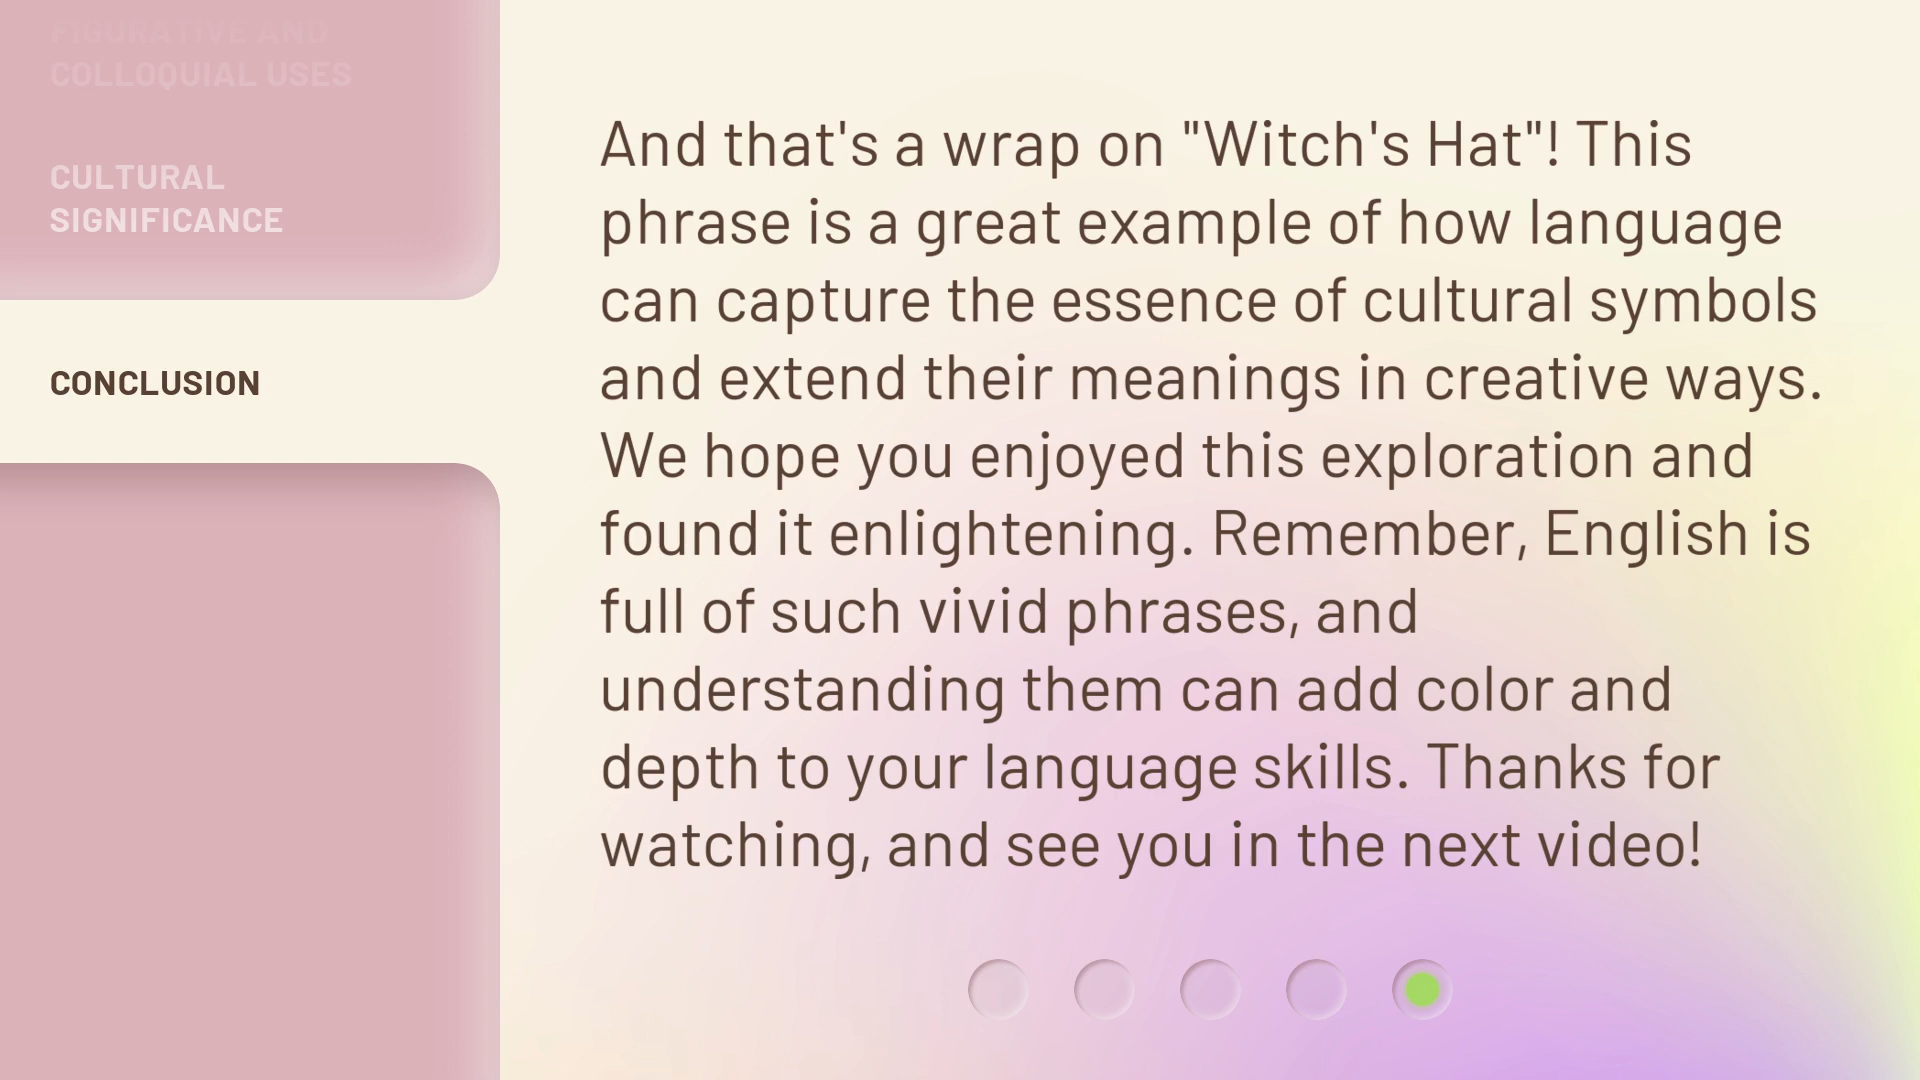 FIGURATIVE AND
COLLOQUIAL USES
CULTURAL
SIGNIFICANCE
CONCLUSION
And that's a wrap on "Witch's Hat"! This
phrase is a great example of how language
can capture the essence of cultural symbols
and extend their meanings in creative ways.
We hope you enjoyed this exploration and
found it enlightening. Remember, English is
full of such vivid phrases, and
understanding them can add color and
depth to your language skills. Thanks for
watching, and see you in the next video!